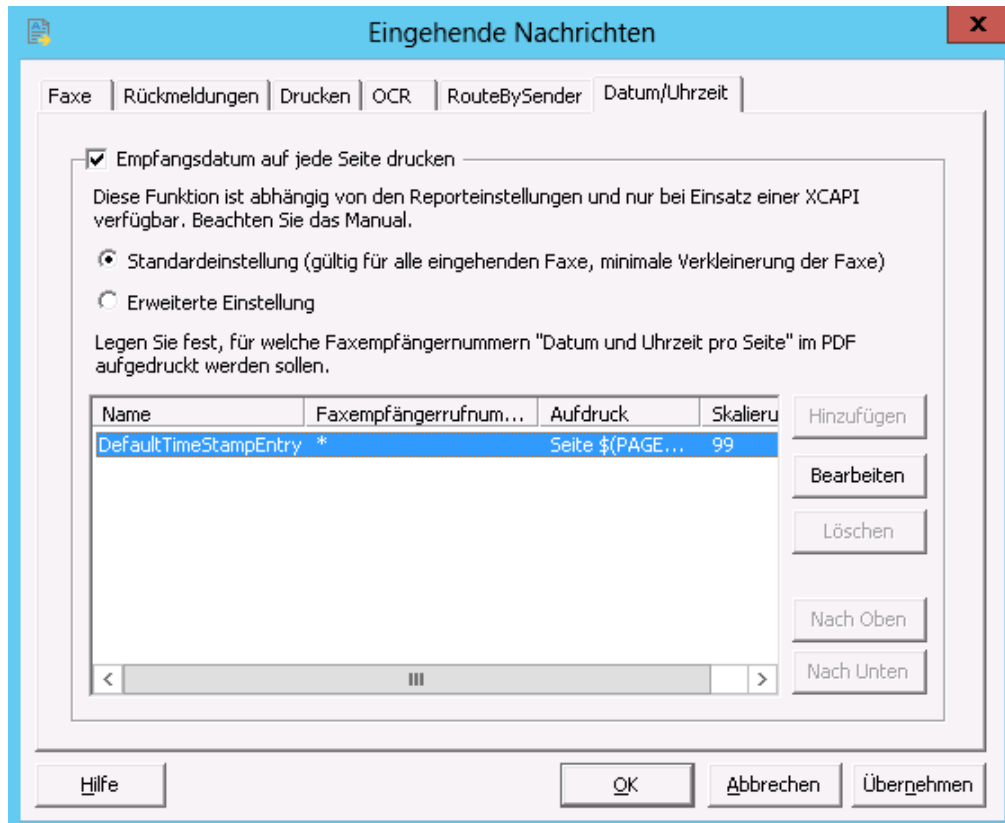 Eingehende Nachrichten
x
Faxe
Rückmeldungen
Drucken
OCR
RouteBySender
Datum/Uhrzeit
Empfangsdatum auf jede Seite drucken
Diese Funktion ist abhängig von den Reporteinstellungen und nur bei Einsatz einer XCAPI
verfügbar. Beachten Sie das Manual.
Standardeinstellung (gültig für alle eingehenden Faxe, minimale Verkleinerung der Faxe)
Erweiterte Einstellung
Legen Sie fest, für welche Faxempfängernummern "Datum und Uhrzeit pro Seite" im PDF
aufgedruckt werden sollen.
Name Faxempfängerrufnum... Aufdruck Skalieru
DefaultTimeStampEntry * Seite $(PAGE... 99
Hinzufügen
Bearbeiten
Löschen
Nach Oben
Nach Unten
Hilfe
OK
Abbrechen
Übernehmen